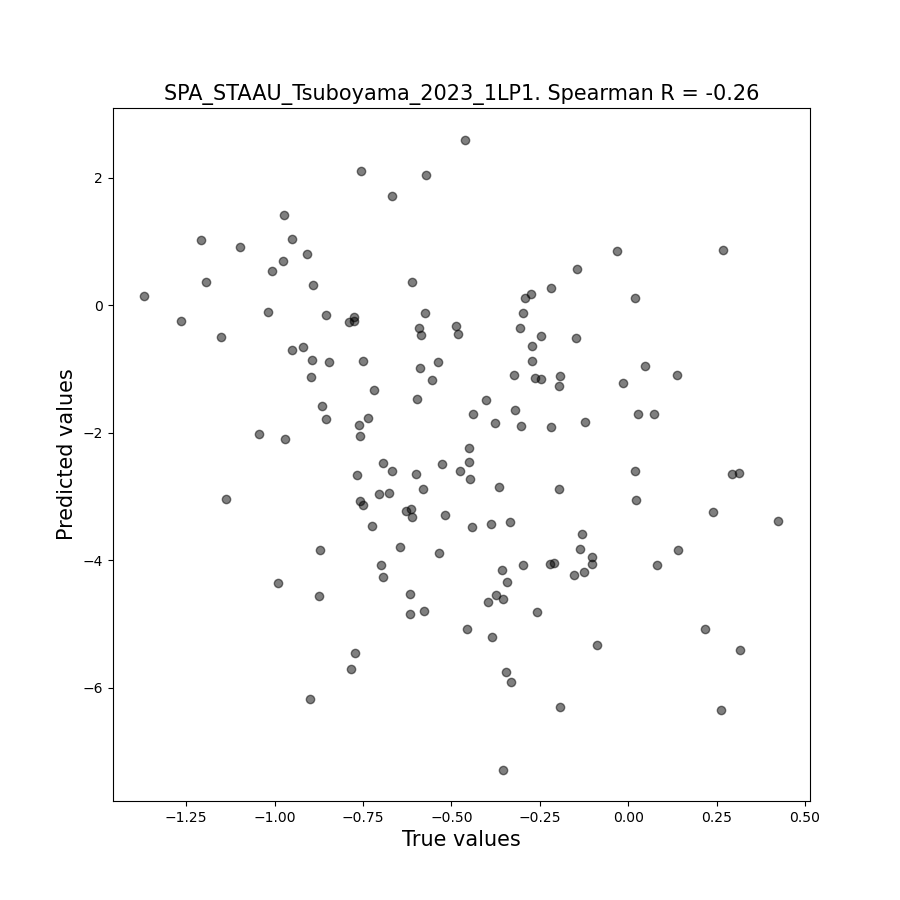 SPA_STAAU_Tsuboyama_2023_1LP1. Spearman R = -0.26
Predicted values
2
0
−2
−4
−6
−1.25 −1.00 −0.75 −0.50 −0.25 0.00 0.25 0.50
True values